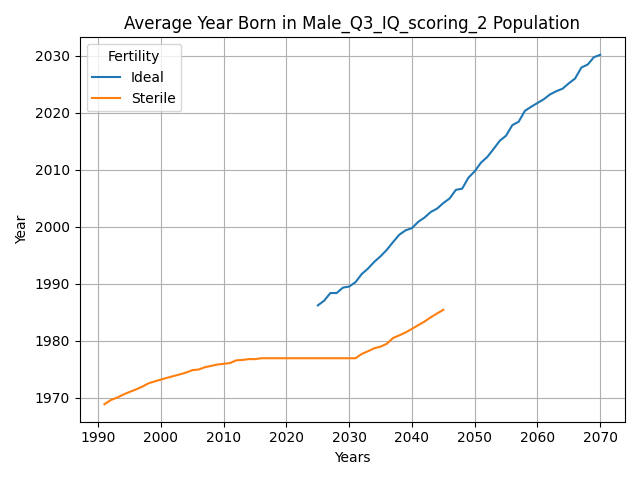 Average Year Born in Male_Q3_IQ_scoring_2 Population
Fertility
Ideal
Sterile
Year
2030
2020
2010
2000
1990
1980
1970
1990 2000 2010 2020 2030 2040 2050 2060 2070
Years